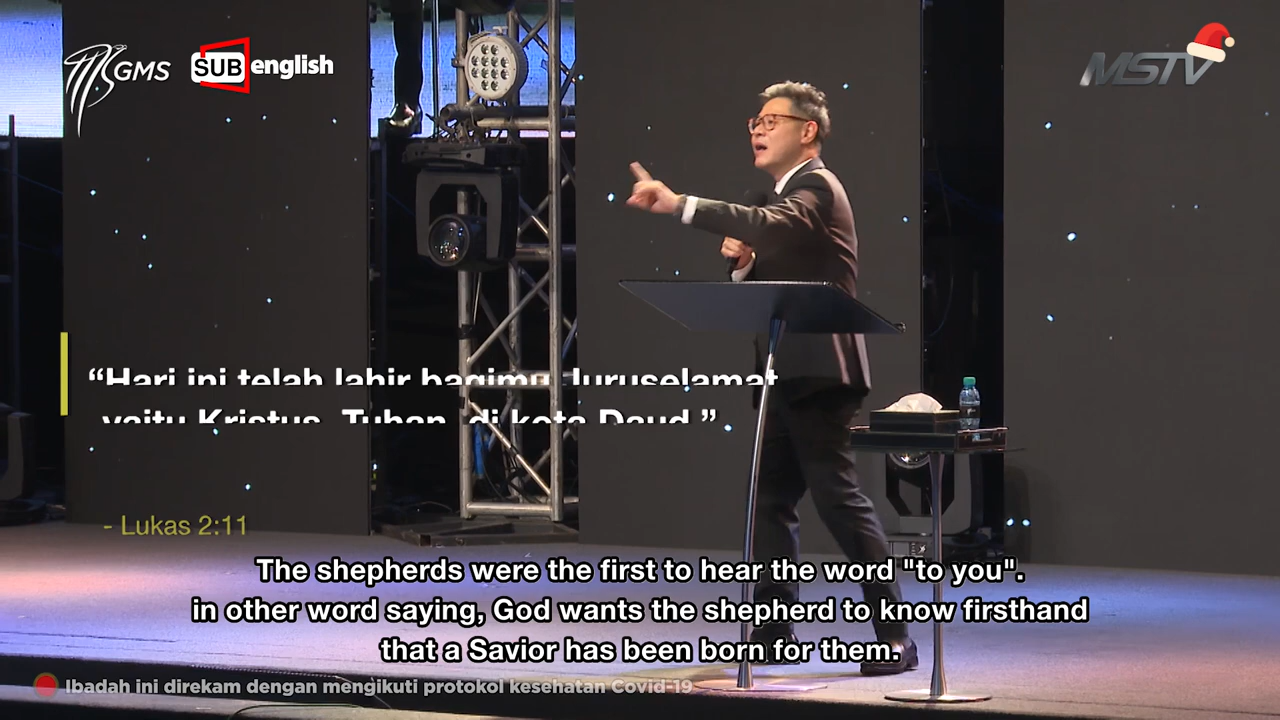 GMS
SUB english
MSTV
“Hari ini telah lahir bagimu Juruselamat,
yaitu Kristus, Tuhan, di kota Daud.”
- Lukas 2:11
The shepherds were the first to hear the word "to you".
in other word saying, God wants the shepherd to know firsthand
that a Savior has been born for them.
Ibadah ini direkam dengan mengikuti protokol kesehatan Covid-19